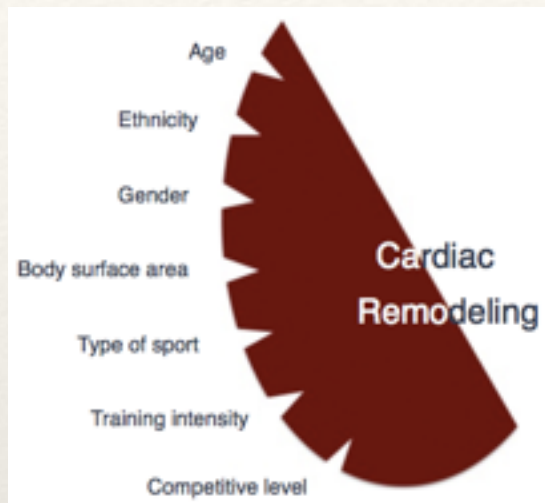 Age
Ethnicity
Gender
Body surface area
Type of sport
Training intensity
Competitive level
Cardiac
Remodeling